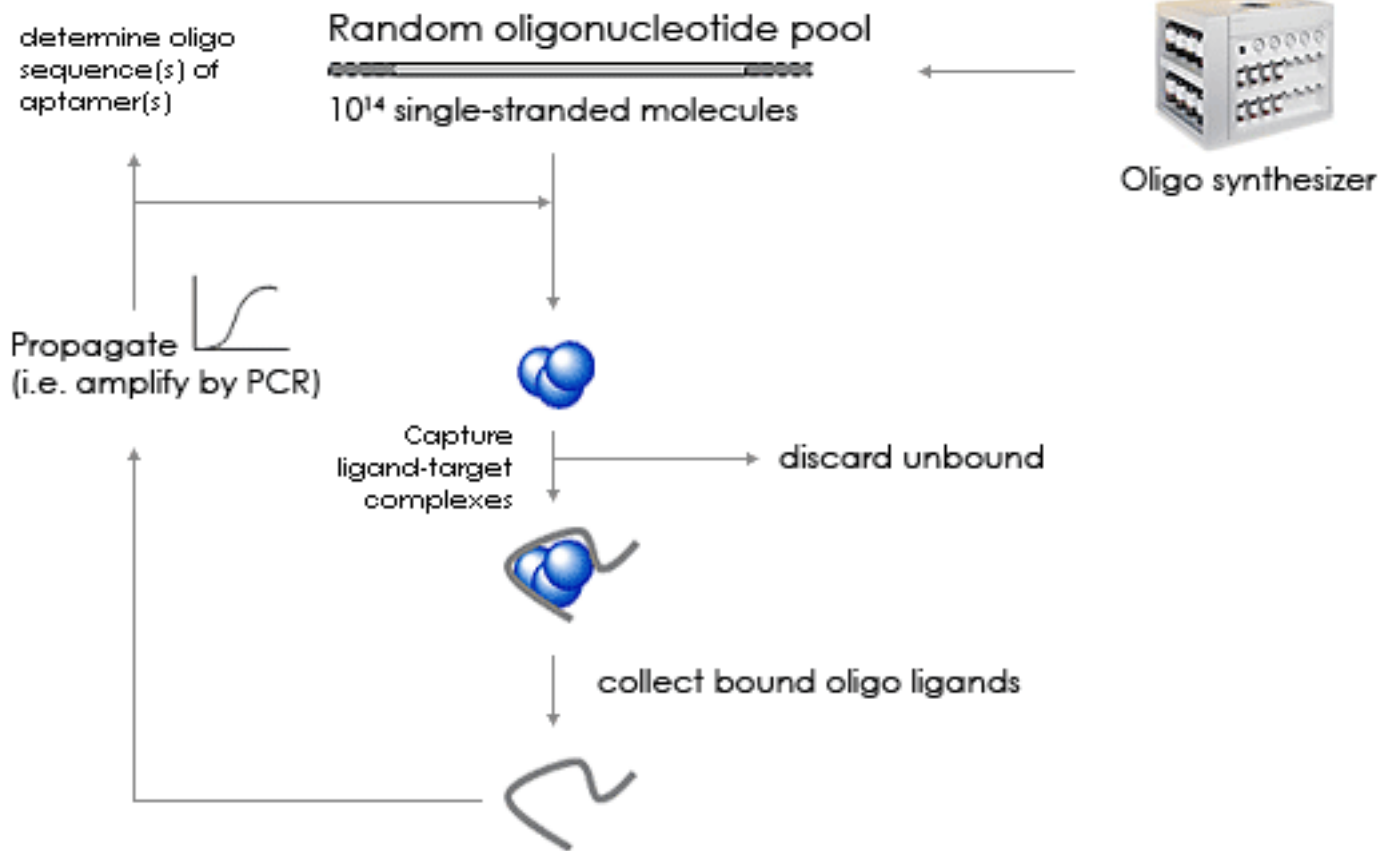 determine oligo
sequence(s) of
aptamer(s)
Random oligonucleotide pool
10¹⁴ single-stranded molecules
Oligo synthesizer
Propagate
(i.e. amplify by PCR)
Capture
ligand-target
complexes
discard unbound
collect bound oligo ligands